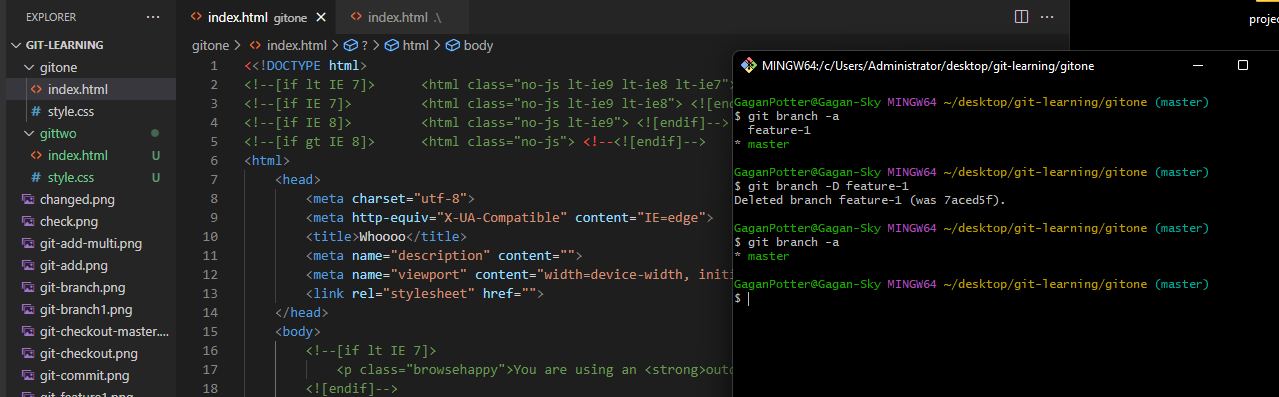 EXPLORER
GIT-LEARNING
gitone
index.html
style.css
gittwo
index.html U
style.css U
changed.png
check.png
git-add-multi.png
git-add.png
git-branch.png
git-branch1.png
git-checkout-master....
git-checkout.png
git-commit.png
git-feature1.png
index.html gitone
index.html .\
gitone > index.html > ? > html > body
1 <<!DOCTYPE html>
2 <!--[if lt IE 7]> <html class="no-js lt-ie9 lt-ie8 lt-ie7">
3 <!--[if IE 7]> <html class="no-js lt-ie9 lt-ie8"> <![end
4 <!--[if IE 8]> <html class="no-js lt-ie9"> <![endif]-->
5 <!--[if gt IE 8]> <html class="no-js"> <!--<![endif]-->
6 <html>
7 <head>
8 <meta charset="utf-8">
9 <meta http-equiv="X-UA-Compatible" content="IE=edge">
10 <title>Whoooo</title>
11 <meta name="description" content="">
12 <meta name="viewport" content="width=device-width, initi
13 <link rel="stylesheet" href="">
14 </head>
15 <body>
16 <!--[if lt IE 7]>
17 <p class="browsehappy">You are using an <strong>outd
18 <![endif]-->
projec
MINGW64:/c/Users/Administrator/desktop/git-learning/gitone
GaganPotter@Gagan-Sky MINGW64 ~/desktop/git-learning/gitone (master)
$ git branch -a
feature-1
* master
GaganPotter@Gagan-Sky MINGW64 ~/desktop/git-learning/gitone (master)
$ git branch -D feature-1
Deleted branch feature-1 (was 7aced5f).
GaganPotter@Gagan-Sky MINGW64 ~/desktop/git-learning/gitone (master)
$ git branch -a
* master
GaganPotter@Gagan-Sky MINGW64 ~/desktop/git-learning/gitone (master)
$